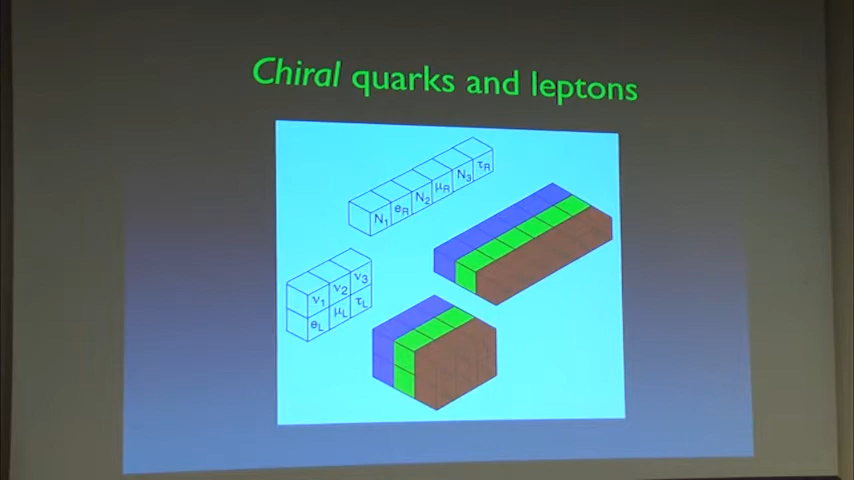 Chiral quarks and leptons
N1 eR N2 μR N3 τR
ν1 ν2 ν3
eL μL τL